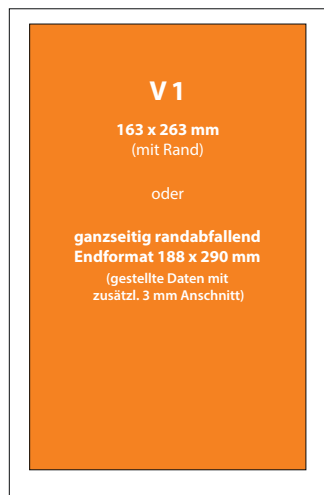 V 1
163 x 263 mm
(mit Rand)
oder
ganzseitig randabfallend
Endformat 188 x 290 mm
(gestellte Daten mit
zusätzl. 3 mm Anschnitt)